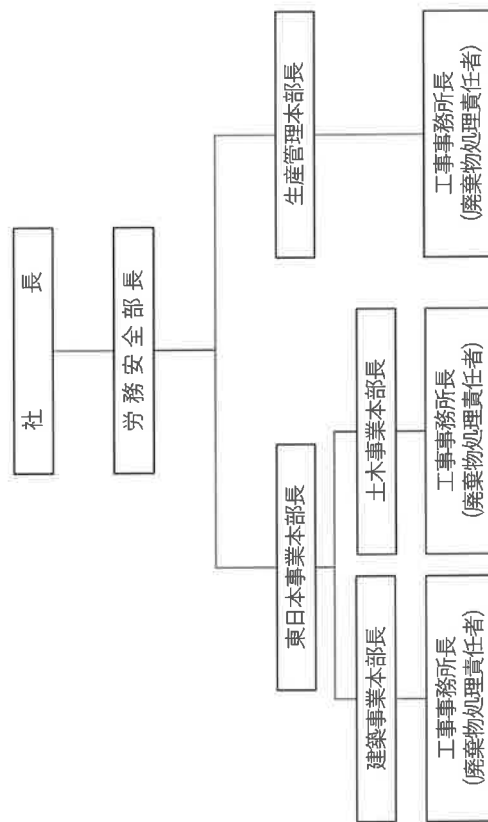 社　　長
労務安全部長
東日本事業本部長
生産管理本部長
建築事業本部長
土木事業本部長
工事事務所長
(廃棄物処理責任者)
工事事務所長
(廃棄物処理責任者)
工事事務所長
(廃棄物処理責任者)